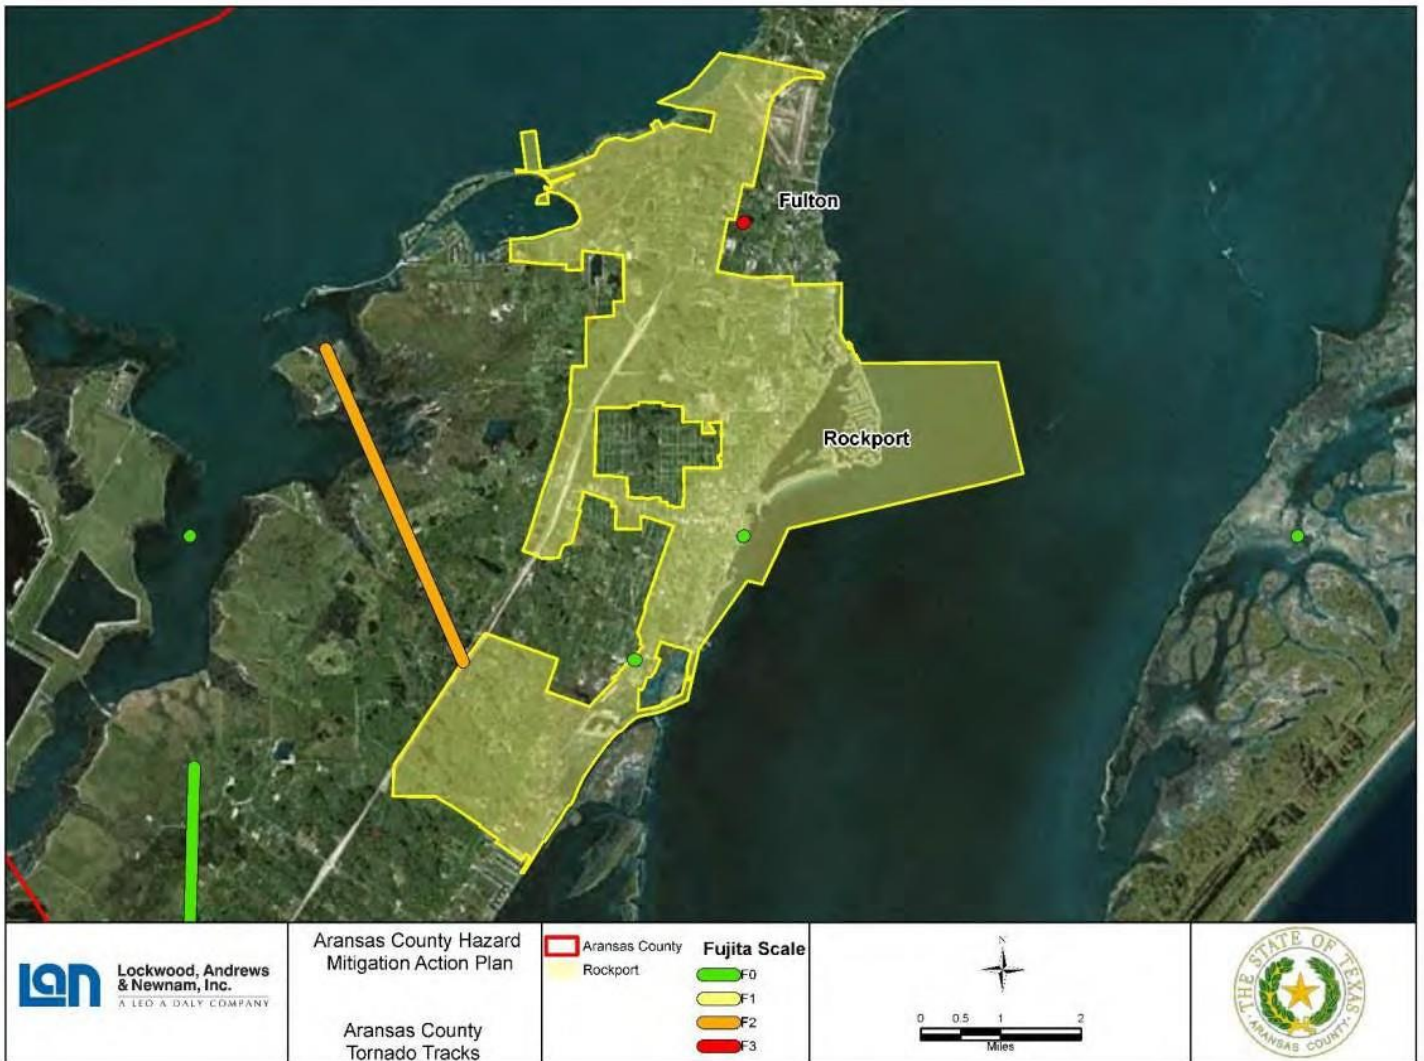 Fulton
Rockport
LAN
Lockwood, Andrews
& Newnam, Inc.
A LEO A DALY COMPANY
Aransas County Hazard
Mitigation Action Plan
Aransas County
Tornado Tracks
Aransas County
Rockport
Fujita Scale
F0
F1
F2
F3
N
0 0.5 1 2
Miles
THE STATE OF TEXAS
ARANSAS COUNTY